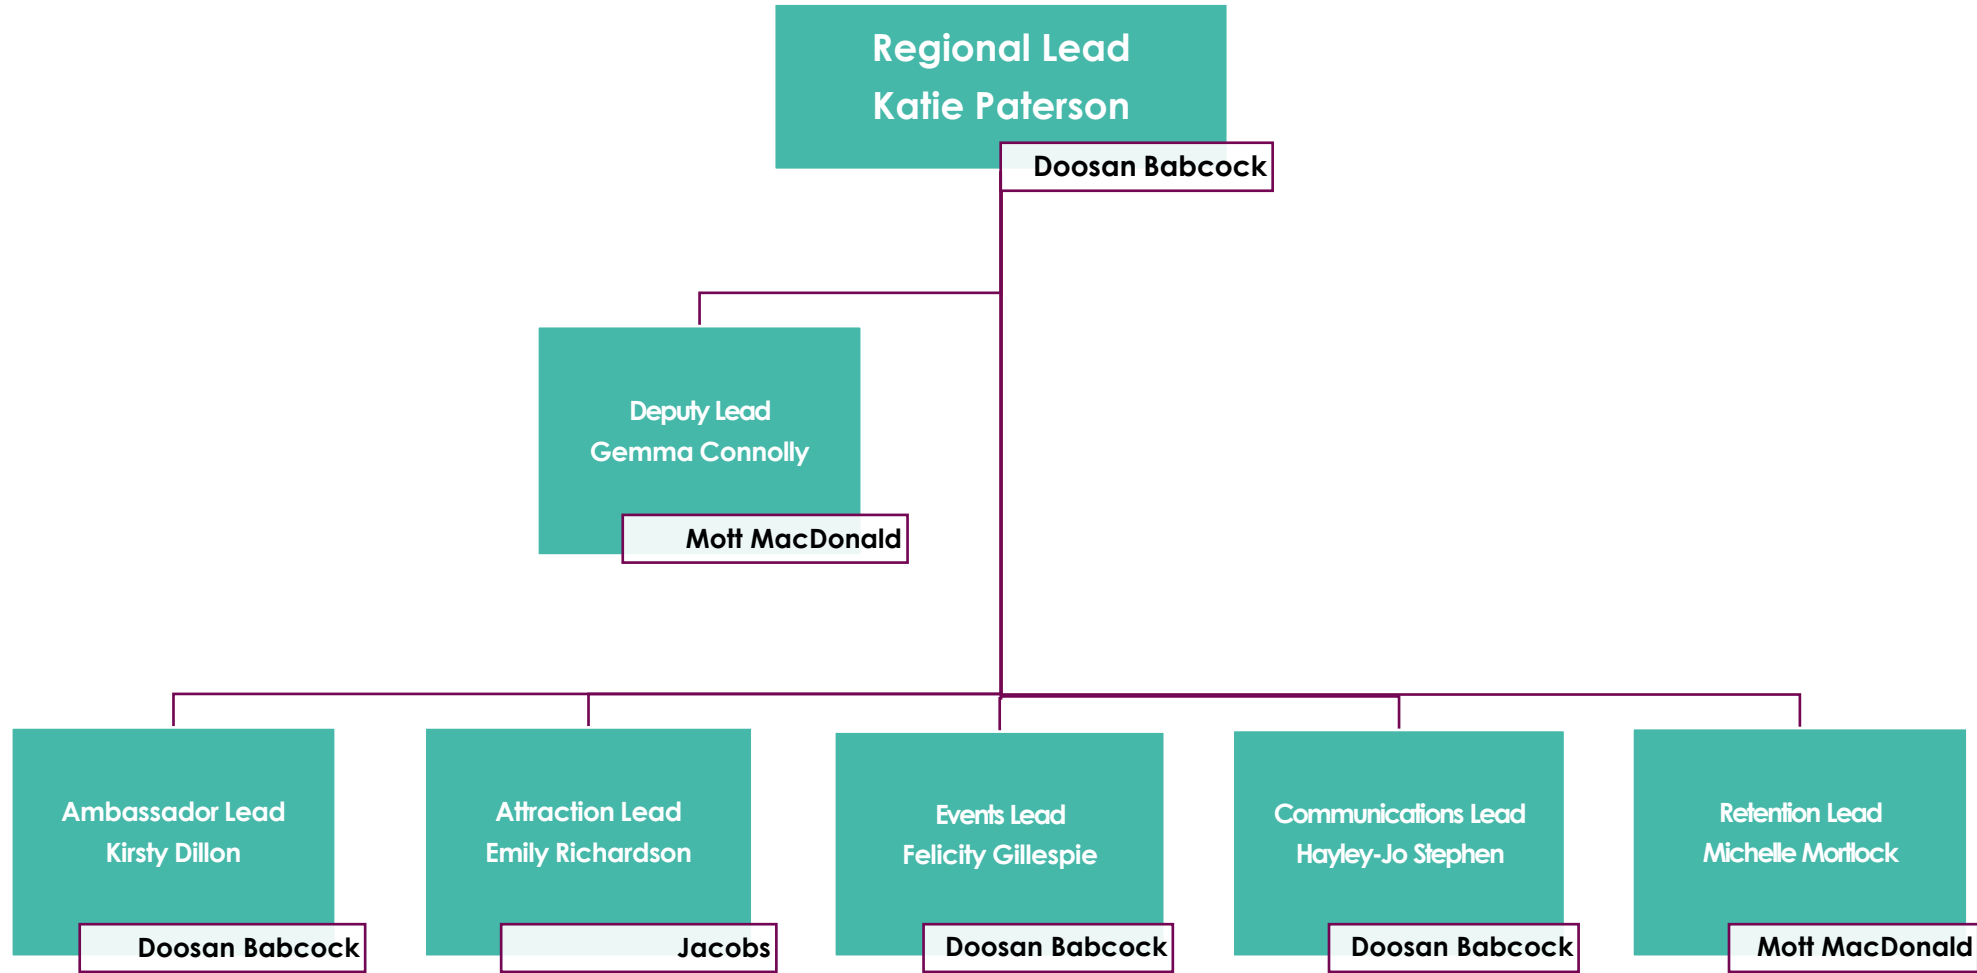 Regional Lead
Katie Paterson
Doosan Babcock
Deputy Lead
Gemma Connolly
Mott MacDonald
Ambassador Lead
Kirsty Dillon
Doosan Babcock
Attraction Lead
Emily Richardson
Jacobs
Events Lead
Felicity Gillespie
Doosan Babcock
Communications Lead
Hayley-Jo Stephen
Doosan Babcock
Retention Lead
Michelle Mortlock
Mott MacDonald